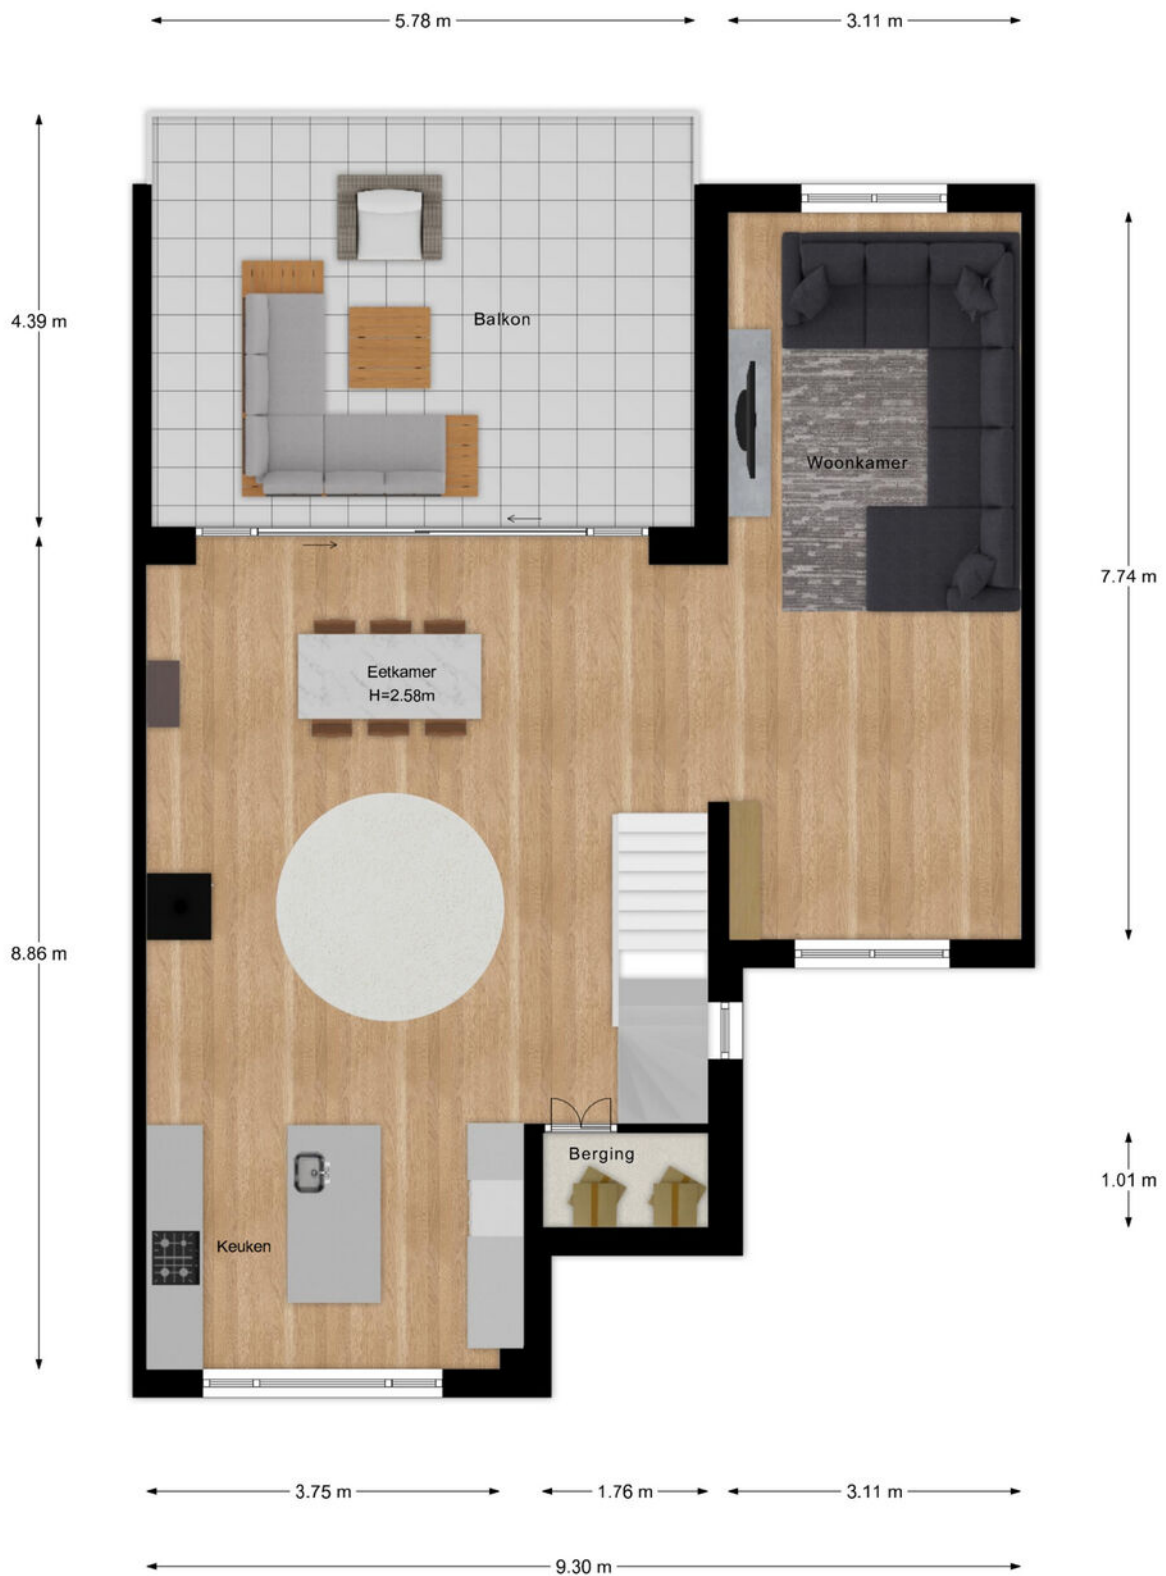 5.78 m
3.11 m
4.39 m
Balkon
Woonkamer
7.74 m
Eetkamer
H=2.58m
8.86 m
Berging
1.01 m
Keuken
3.75 m
1.76 m
3.11 m
9.30 m